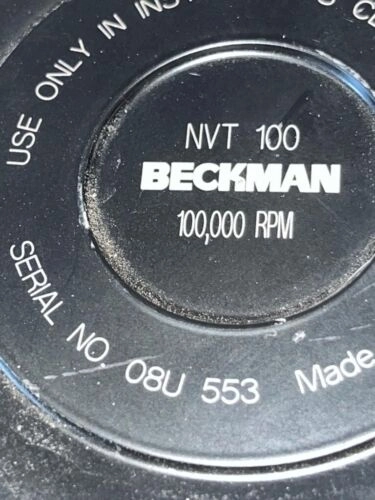 USE ONLY IN
NVT 100
BECKMAN
100,000 RPM
SERIAL NO. 08U 553 Made